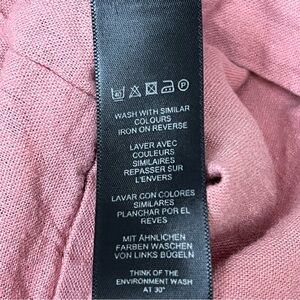 40 P
WASH WITH SIMILAR
COLOURS
IRON ON REVERSE
LAVER AVEC
COULEURS
SIMILAIRES
REPASSER SUR
L'ENVERS
LAVAR CON COLORES
SIMILARES
PLANCHAR POR EL
REVES
MIT ÄHNLICHEN
FARBEN WASCHEN
VON LINKS BÜGELN
THINK OF THE
ENVIRONMENT WASH
AT 30°